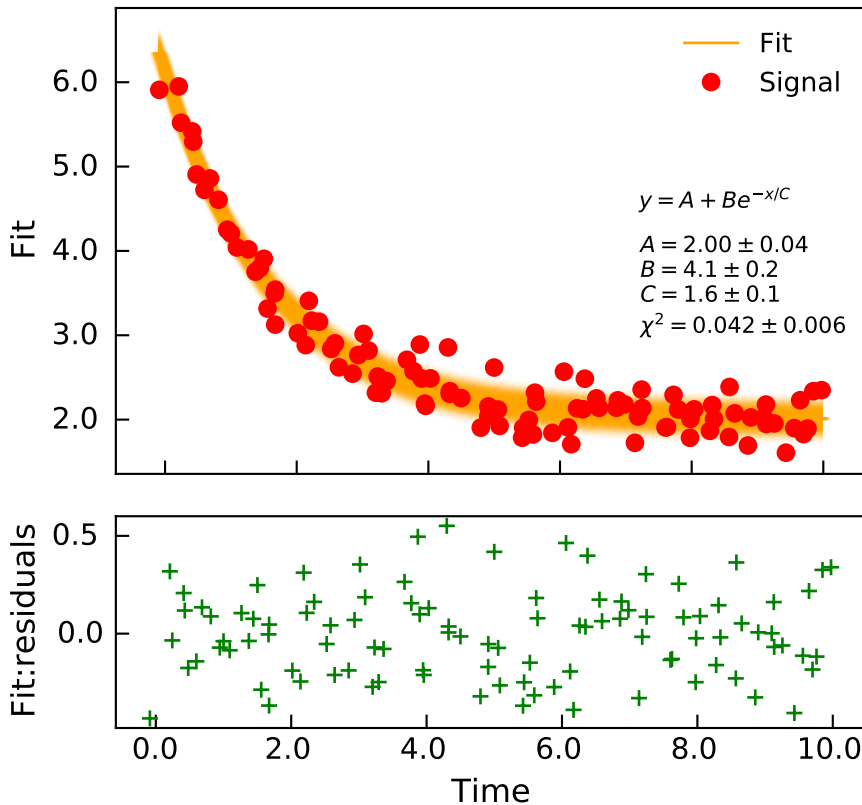 Fit
Signal
6.0
5.0
4.0
3.0
2.0
Fit
y = A + Be^{-x/C}
A = 2.00 ± 0.04
B = 4.1 ± 0.2
C = 1.6 ± 0.1
χ² = 0.042 ± 0.006
0.5
0.0
Fit:residuals
0.0 2.0 4.0 6.0 8.0 10.0
Time